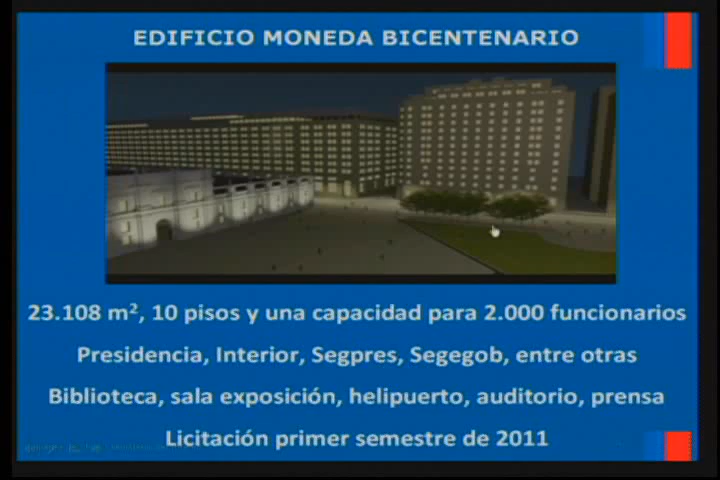 EDIFICIO MONEDA BICENTENARIO
23.108 m², 10 pisos y una capacidad para 2.000 funcionarios
Presidencia, Interior, Segpres, Segegob, entre otras
Biblioteca, sala exposición, helipuerto, auditorio, prensa
Licitación primer semestre de 2011